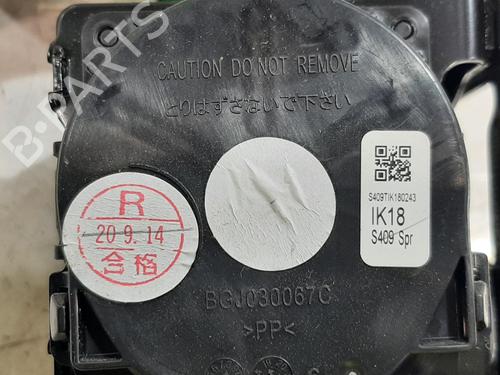 B-PARTS
CAUTION DO NOT REMOVE
とりはずさないで下さい
R
20.9.14
合格
S409TIK180243
IK18
S409 Spr
BGJ030067C
>PP<